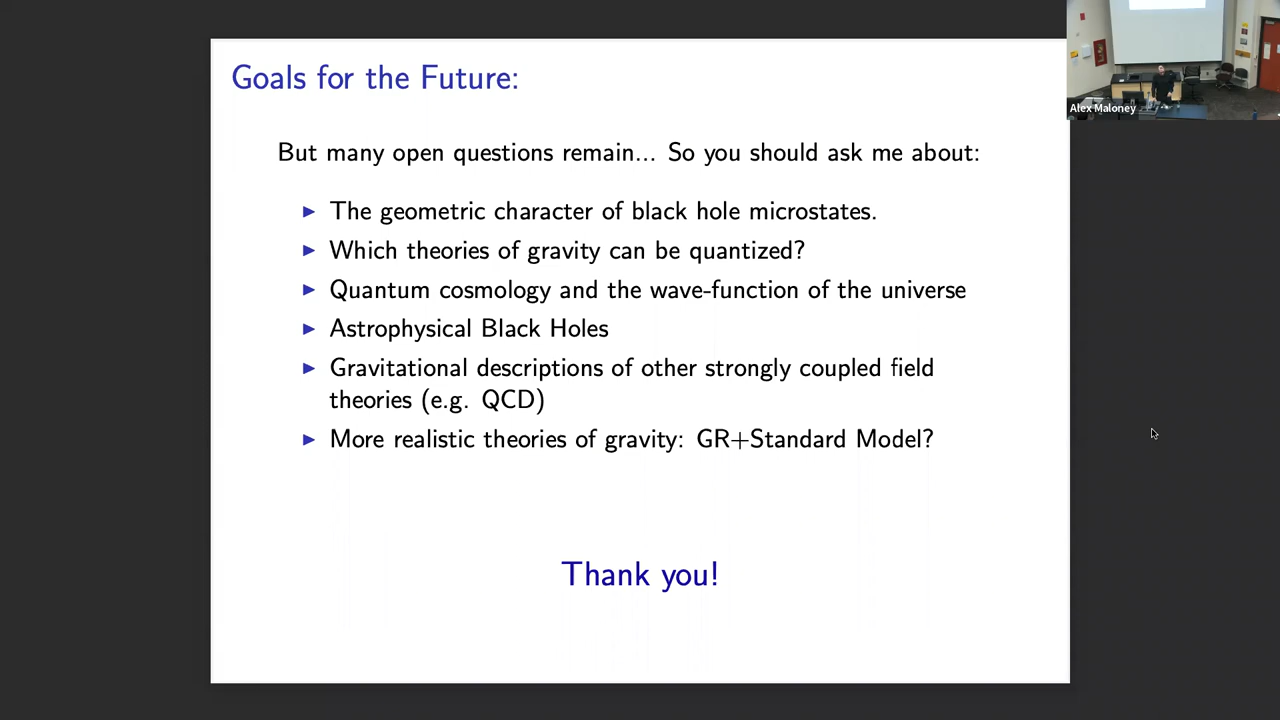 Goals for the Future:
Alex Maloney
But many open questions remain... So you should ask me about:
▶ The geometric character of black hole microstates.
▶ Which theories of gravity can be quantized?
▶ Quantum cosmology and the wave-function of the universe
▶ Astrophysical Black Holes
▶ Gravitational descriptions of other strongly coupled field
theories (e.g. QCD)
▶ More realistic theories of gravity: GR+Standard Model?
Thank you!